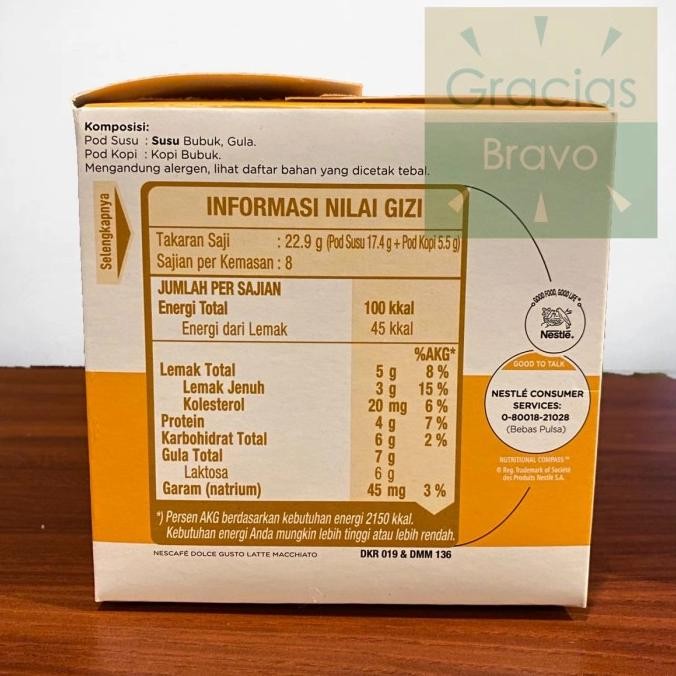 Gracias
Bravo
Komposisi:
Pod Susu : Susu Bubuk, Gula.
Pod Kopi : Kopi Bubuk.
Mengandung alergen, lihat daftar bahan yang dicetak tebal.
Selengkapnya
INFORMASI NILAI GIZI
Takaran Saji : 22.9 g (Pod Susu 17.4 g + Pod Kopi 5.5 g)
Sajian per Kemasan : 8
JUMLAH PER SAJIAN
Energi Total 100 kkal
Energi dari Lemak 45 kkal
%AKG*
Lemak Total 5 g 8 %
Lemak Jenuh 3 g 15 %
Kolesterol 20 mg 6 %
Protein 4 g 7 %
Karbohidrat Total 6 g 2 %
Gula Total 7 g
Laktosa 6 g
Garam (natrium) 45 mg 3 %
*) Persen AKG berdasarkan kebutuhan energi 2150 kkal.
Kebutuhan energi Anda mungkin lebih tinggi atau lebih rendah.
NESCAFÉ DOLCE GUSTO LATTE MACCHIATO
DKR 019 & DMM 136
GOOD FOOD, GOOD LIFE
Nestlé.
GOOD TO TALK
NESTLÉ CONSUMER
SERVICES:
0-80018-21028
(Bebas Pulsa)
NUTRITIONAL COMPASS™
® Reg. Trademark of Société
des Produits Nestlé S.A.